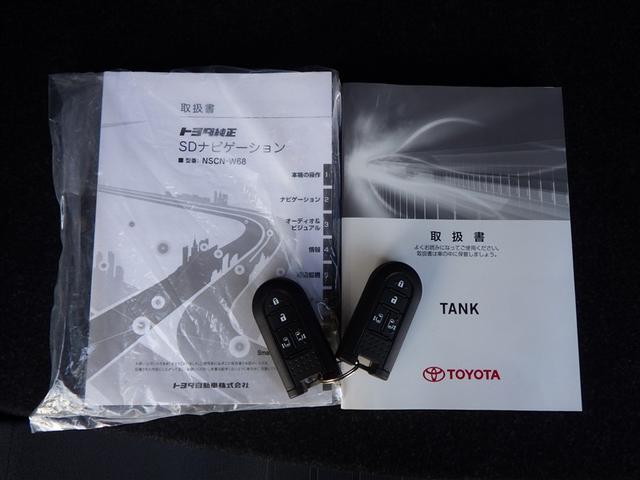 取扱書
トヨタ純正
SDナビゲーション
■型番: NSCN-W68
本機の操作 1
ナビゲーション 2
オーディオ&
ビジュアル 3
情報 4
トヨタ自動車株式会社
取扱書
よくお読みになってご使用ください。
取扱書は車の中に保管しましょう。
TANK
TOYOTA